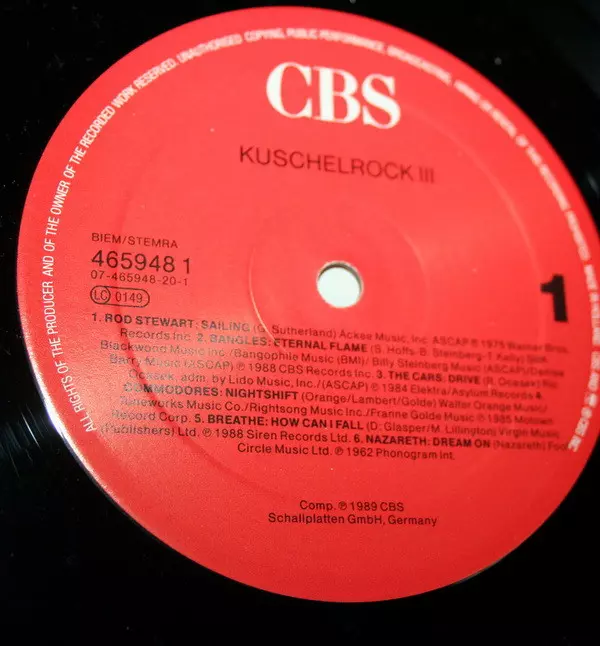 ALL RIGHTS OF THE PRODUCER AND OF THE OWNER OF THE RECORDED WORK RESERVED. UNAUTHORISED COPYING, PUBLIC PERFORMANCE, BROADCASTING,
CBS
KUSCHELROCK III
BIEM/STEMRA
465948 1
07-465948-20-1
LC 0149
1
1. ROD STEWART: SAILING (G. Sutherland) Ackee Music, Inc. ASCAP ℗ 1975 Warner Bros.
Records Inc. 2. BANGLES: ETERNAL FLAME (S. Hoffs-B. Steinberg-T. Kelly) SBK
Blackwood Music Inc./Bangophile Music (BMI)/Billy Steinberg Music (ASCAP)/Denise
Barry Music (ASCAP) ℗ 1988 CBS Records Inc. 3. THE CARS: DRIVE (R. Ocasek) Ric
Ocasek, adm. by Lido Music, Inc./(ASCAP) ℗ 1984 Elektra/Asylum Records 4.
COMMODORES: NIGHTSHIFT (Orange/Lambert/Golde) Walter Orange Music/
Tuneworks Music Co./Rightsong Music Inc./Franne Golde Music ℗ 1985 Motown
Record Corp. 5. BREATHE: HOW CAN I FALL (D. Glasper/M. Lillington) Virgin Music
(Publishers) Ltd. ℗ 1988 Siren Records Ltd. 6. NAZARETH: DREAM ON (Nazareth) Fool
Circle Music Ltd. ℗ 1962 Phonogram Int.
Comp. ℗ 1989 CBS
Schallplatten GmbH, Germany